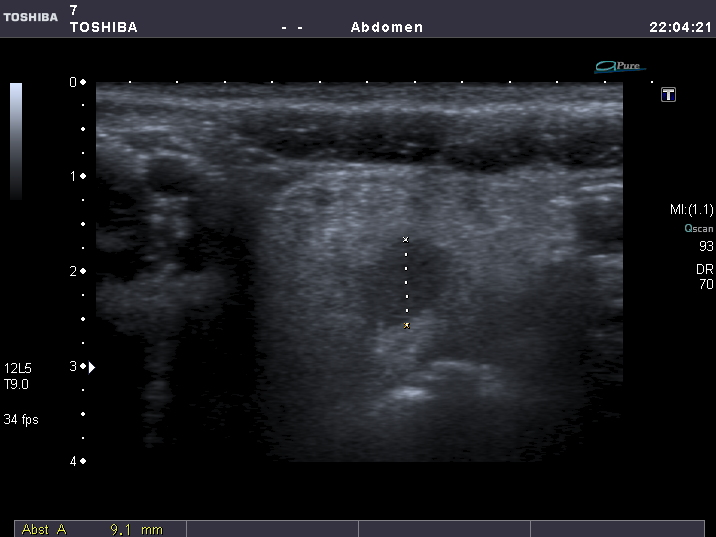 TOSHIBA
7
TOSHIBA - - Abdomen 22:04:21
aPure
T
0
1
2
3
4
MI:(1.1)
Qscan
93
DR
70
12L5
T9.0
34 fps
Abst A 9.1 mm